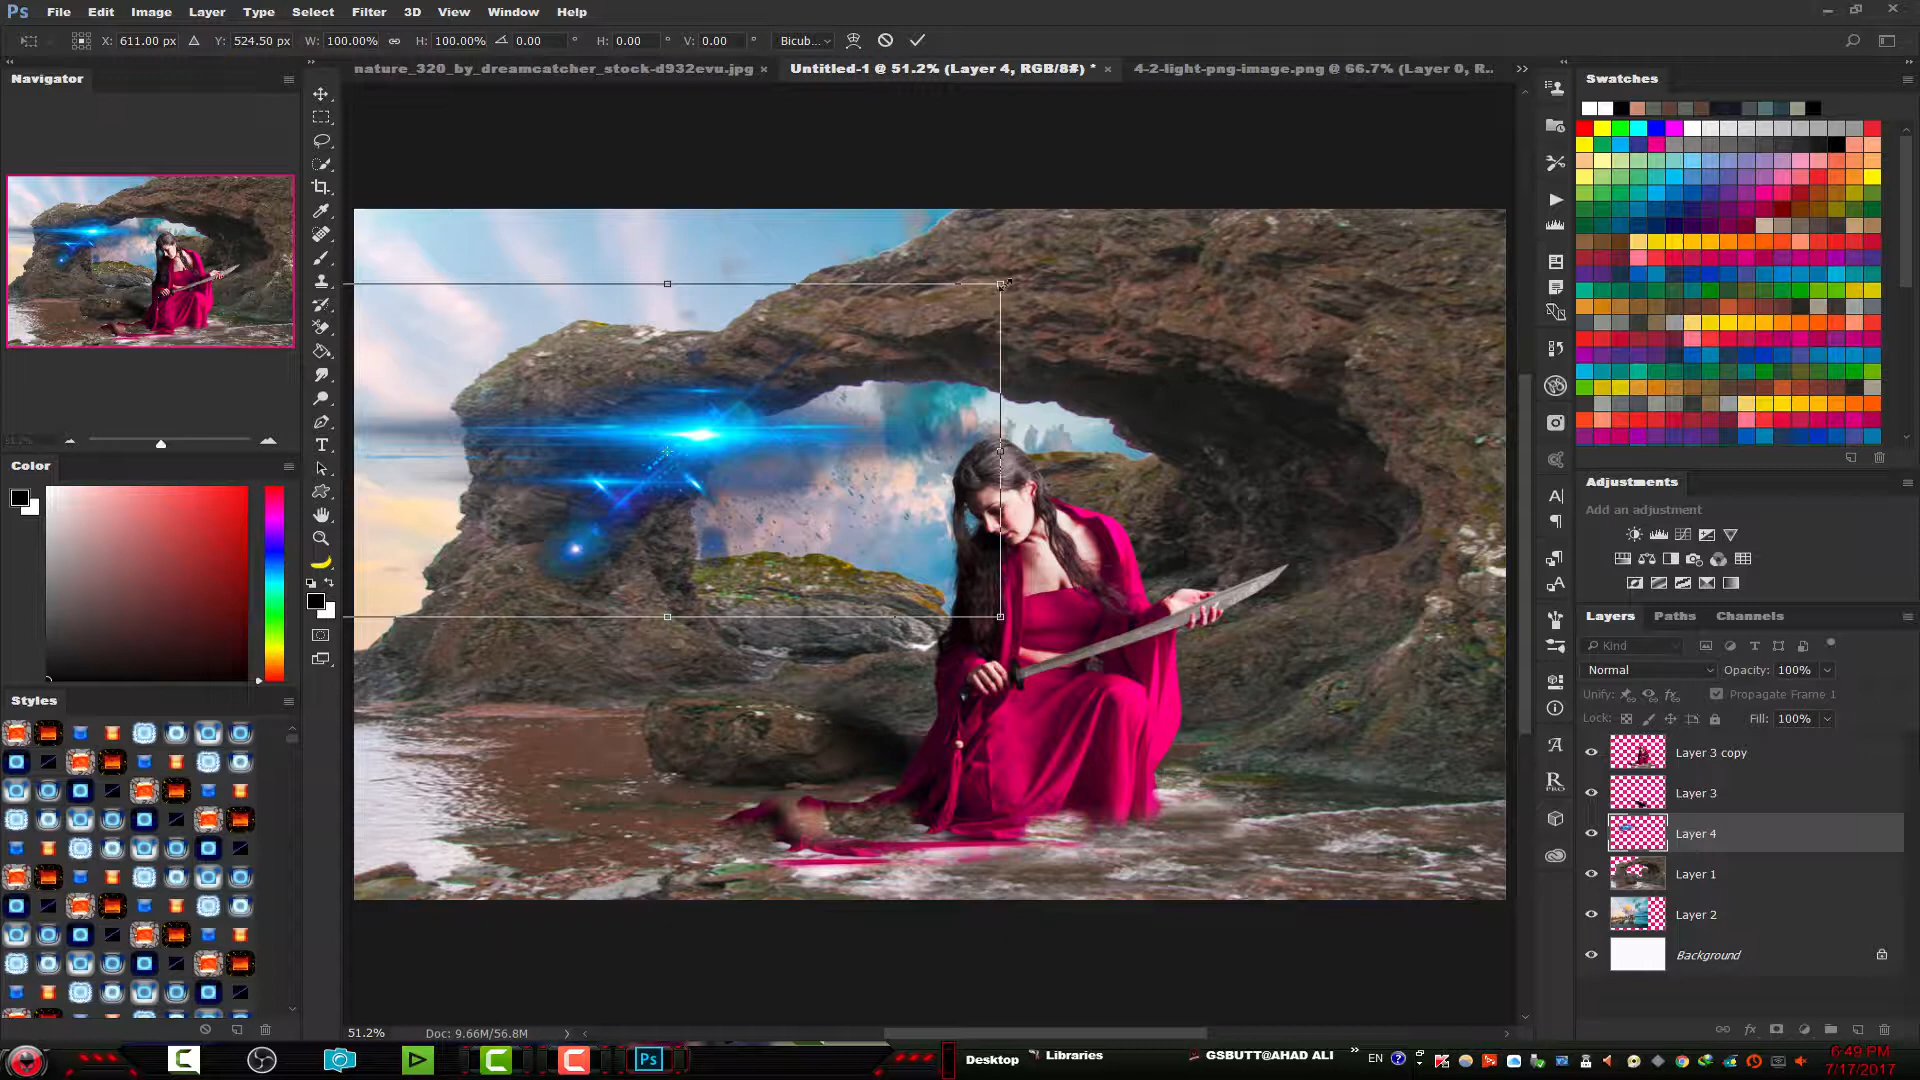 Ps File Edit Image Layer Type Select Filter 3D View Window Help
X: 611.00 px Y: 524.50 px W: 100.00% H: 100.00% 0.00 ° H: 0.00 ° V: 0.00 ° Bicub...
nature_320_by_dreamcatcher_stock-d932evu.jpg × Untitled-1 @ 51.2% (Layer 4, RGB/8#) * × 4-2-light-png-image.png @ 66.7% (Layer 0, R...
Navigator
Swatches
Color
Adjustments
Add an adjustment
Layers Paths Channels
Kind
Normal Opacity: 100%
Unify: Propagate Frame 1
Styles
Lock: Fill: 100%
Layer 3 copy
Layer 3
Layer 4
Layer 1
Layer 2
Background
51.2% Doc: 9.66M/56.8M
Ps
Desktop Libraries GSBUTT@AHAD ALI EN
6:49 PM
7/17/2017